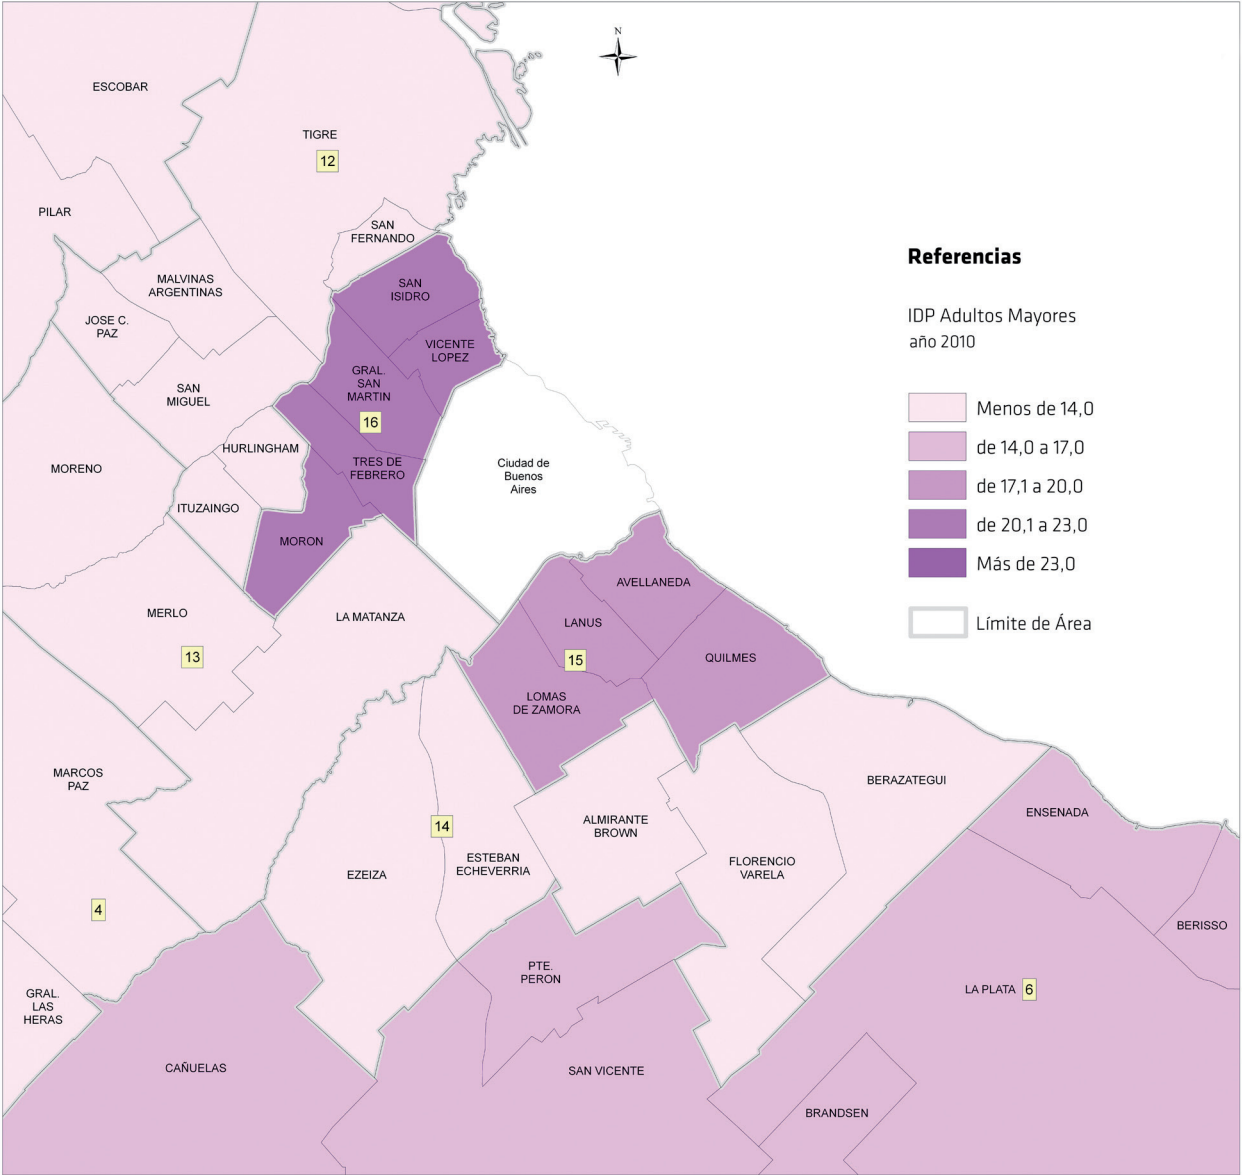 N
ESCOBAR
TIGRE
12
PILAR
SAN
FERNANDO
MALVINAS
ARGENTINAS
SAN
ISIDRO
JOSE C.
PAZ
VICENTE
LOPEZ
GRAL.
SAN
MARTIN
SAN
MIGUEL
16
HURLINGHAM
MORENO
TRES DE
FEBRERO
Ciudad de
Buenos
Aires
ITUZAINGO
MORON
AVELLANEDA
MERLO
LA MATANZA
LANUS
13
15
QUILMES
LOMAS
DE ZAMORA
MARCOS
PAZ
BERAZATEGUI
14
ALMIRANTE
BROWN
ENSENADA
EZEIZA
ESTEBAN
ECHEVERRIA
FLORENCIO
VARELA
4
BERISSO
PTE.
PERON
LA PLATA 6
GRAL.
LAS
HERAS
CAÑUELAS
SAN VICENTE
BRANDSEN
Referencias
IDP Adultos Mayores
año 2010
Menos de 14,0
de 14,0 a 17,0
de 17,1 a 20,0
de 20,1 a 23,0
Más de 23,0
Límite de Área